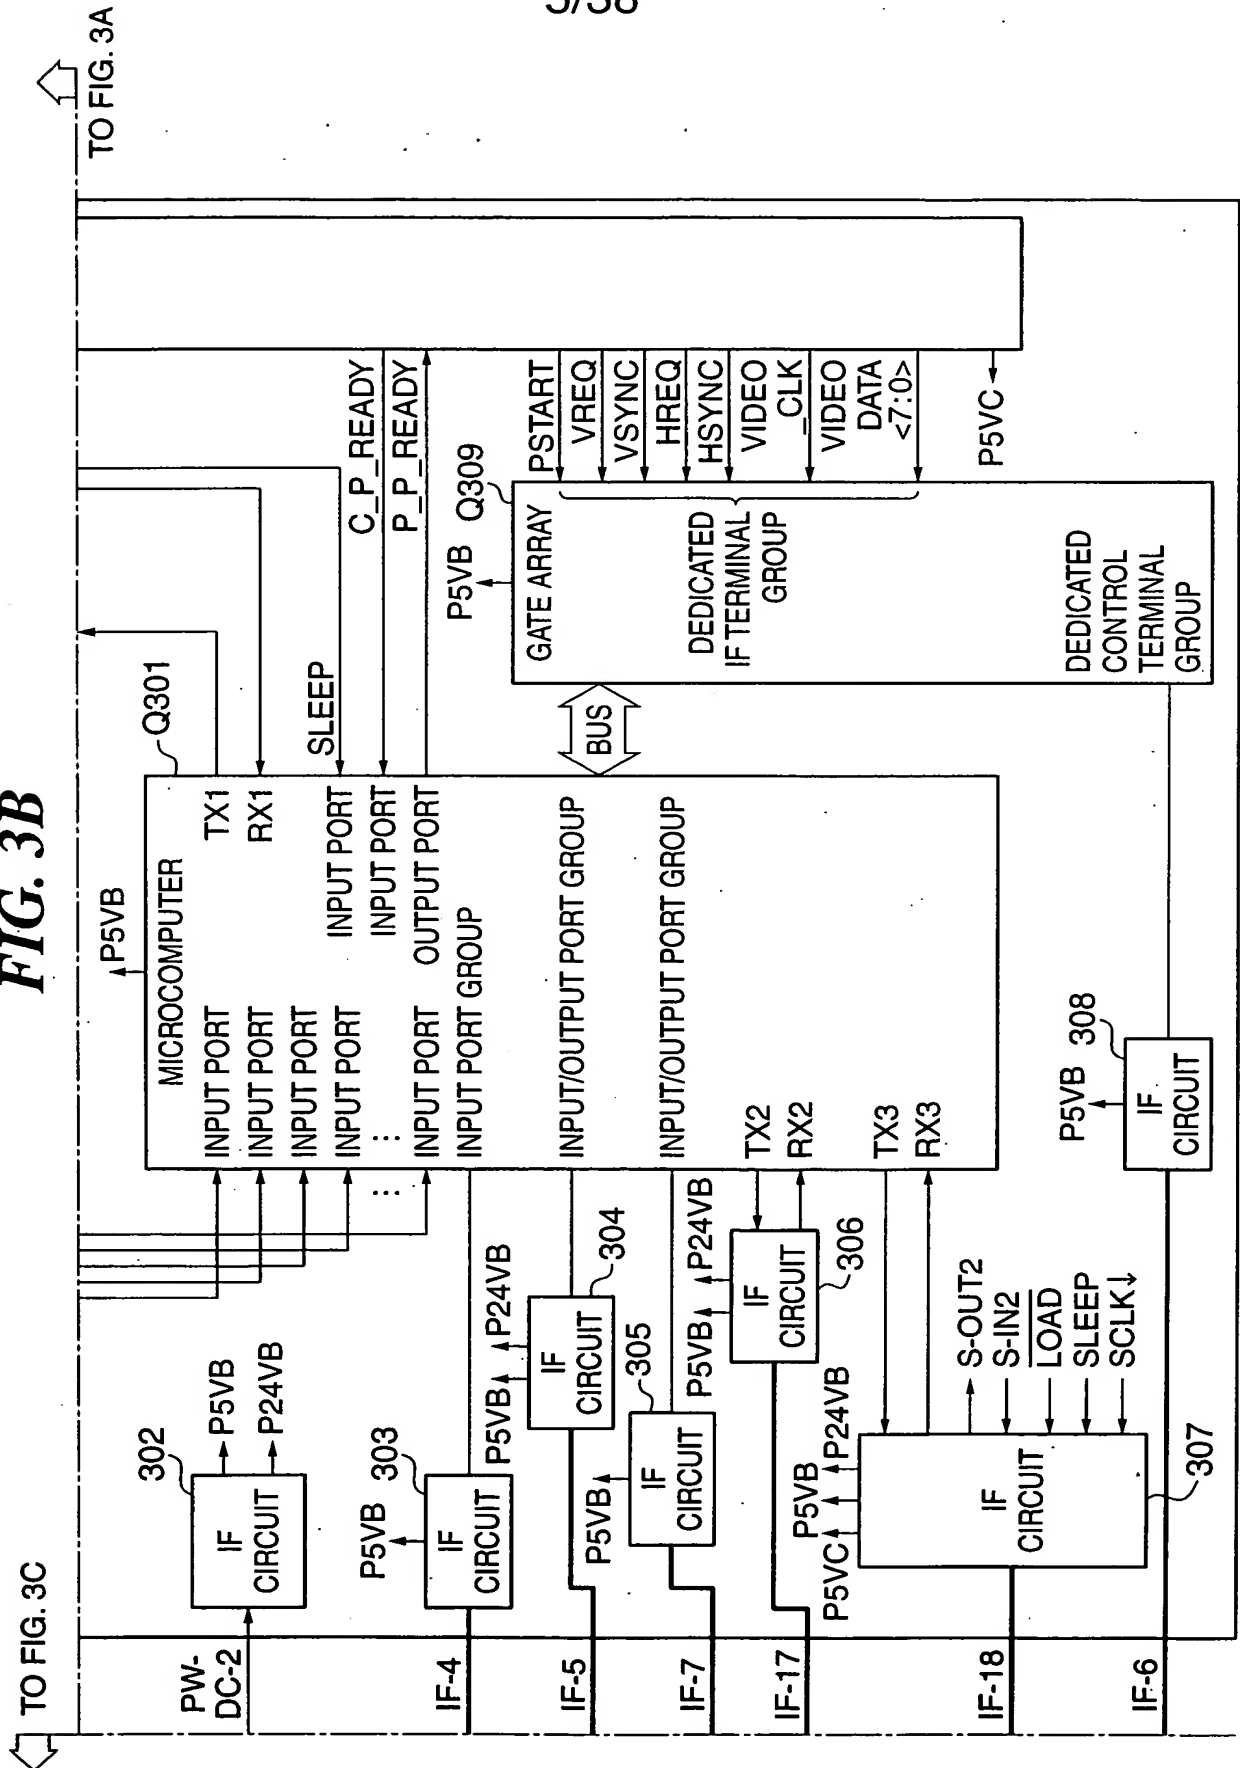 5/38
FIG. 3B
TO FIG. 3C
TO FIG. 3A
PW-
DC-2
IF
CIRCUIT
302
P5VB
P24VB
P5VB
MICROCOMPUTER
Q301
INPUT PORT
INPUT PORT
INPUT PORT
INPUT PORT
...
...
INPUT PORT
INPUT PORT GROUP
TX1
RX1
SLEEP
INPUT PORT
INPUT PORT
OUTPUT PORT
C_P_READY
P_P_READY
INPUT/OUTPUT PORT GROUP
INPUT/OUTPUT PORT GROUP
TX2
RX2
TX3
RX3
BUS
IF-4
IF
CIRCUIT
303
P5VB
IF-5
IF
CIRCUIT
304
P5VB
P24VB
IF-7
IF
CIRCUIT
305
P5VB
IF-17
IF
CIRCUIT
306
P5VB
P24VB
IF-18
IF
CIRCUIT
307
P5VC
P5VB
P24VB
S-OUT2
S-IN2
LOAD
SLEEP
SCLK↓
IF-6
IF
CIRCUIT
308
P5VB
P5VB
Q309
GATE ARRAY
DEDICATED
IF TERMINAL
GROUP
DEDICATED
CONTROL
TERMINAL
GROUP
PSTART
VREQ
VSYNC
HREQ
HSYNC
VIDEO
_CLK
VIDEO
DATA
<7:0>
P5VC